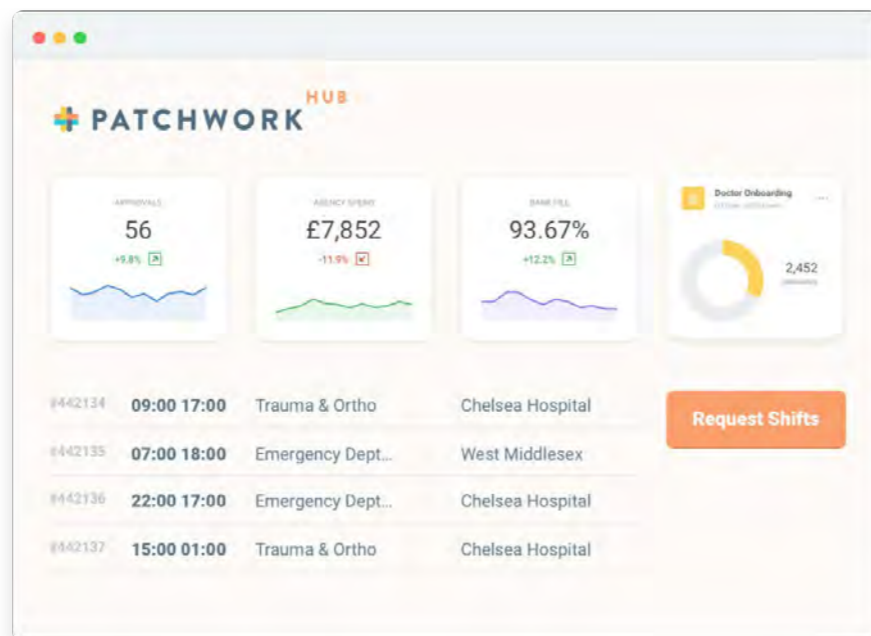 HUB
PATCHWORK
APPROVALS
56
+9.8%
AGENCY SPEND
£7,852
-11.9%
BANK FILL
93.67%
+12.2%
Doctor Onboarding
2,452
#442134 09:00 17:00 Trauma & Ortho Chelsea Hospital
#442135 07:00 18:00 Emergency Dept... West Middlesex
#442136 22:00 17:00 Emergency Dept... Chelsea Hospital
#442137 15:00 01:00 Trauma & Ortho Chelsea Hospital
Request Shifts